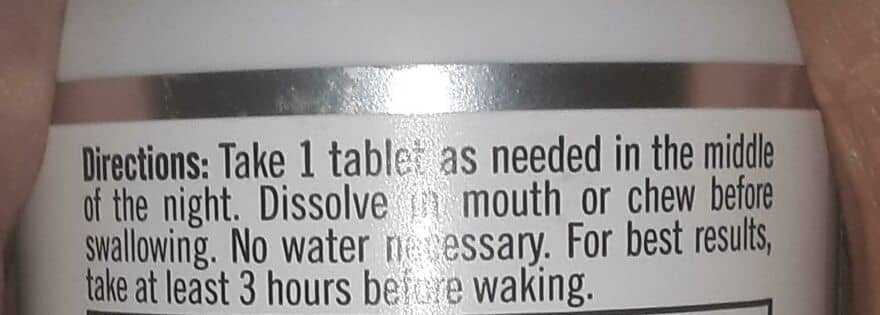 Directions: Take 1 tablet as needed in the middle
of the night. Dissolve in mouth or chew before
swallowing. No water necessary. For best results,
take at least 3 hours before waking.